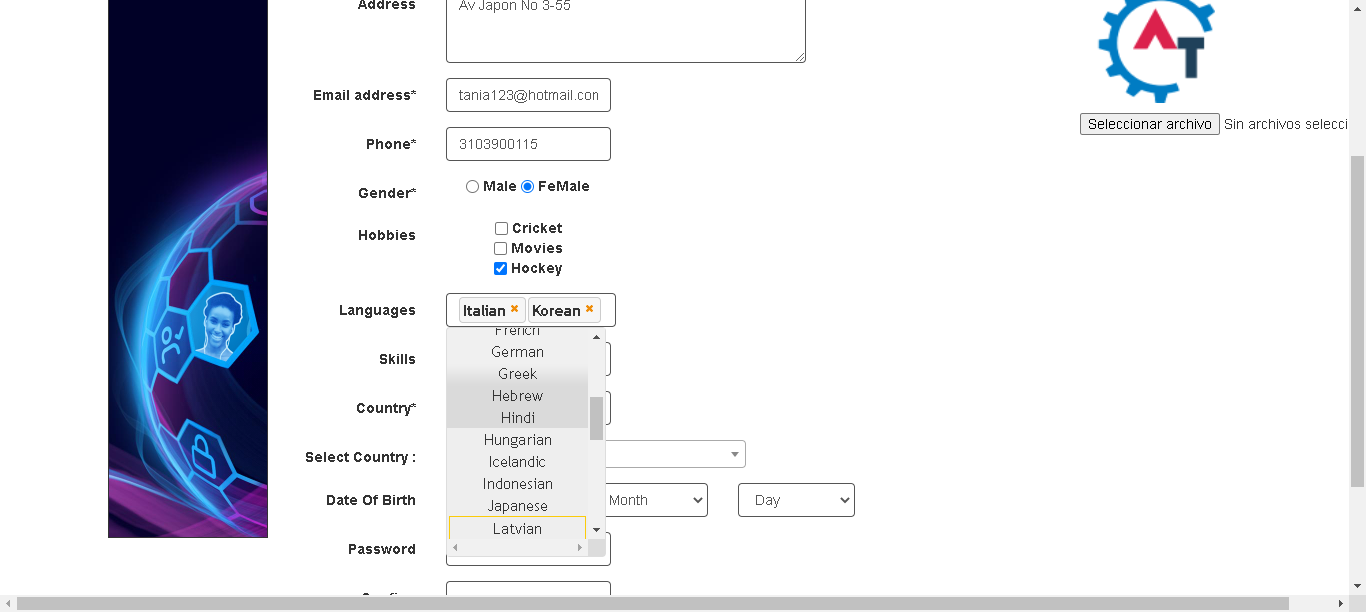 Address
Av Japon No 3-55
AT
Seleccionar archivo Sin archivos selecci
Email address*
tania123@hotmail.con
Phone*
3103900115
Gender*
Male FeMale
Hobbies
Cricket
Movies
Hockey
Languages
Italian Korean
French
German
Greek
Hebrew
Hindi
Hungarian
Icelandic
Indonesian
Japanese
Latvian
Skills
Country*
Select Country :
Date Of Birth
Month
Day
Password